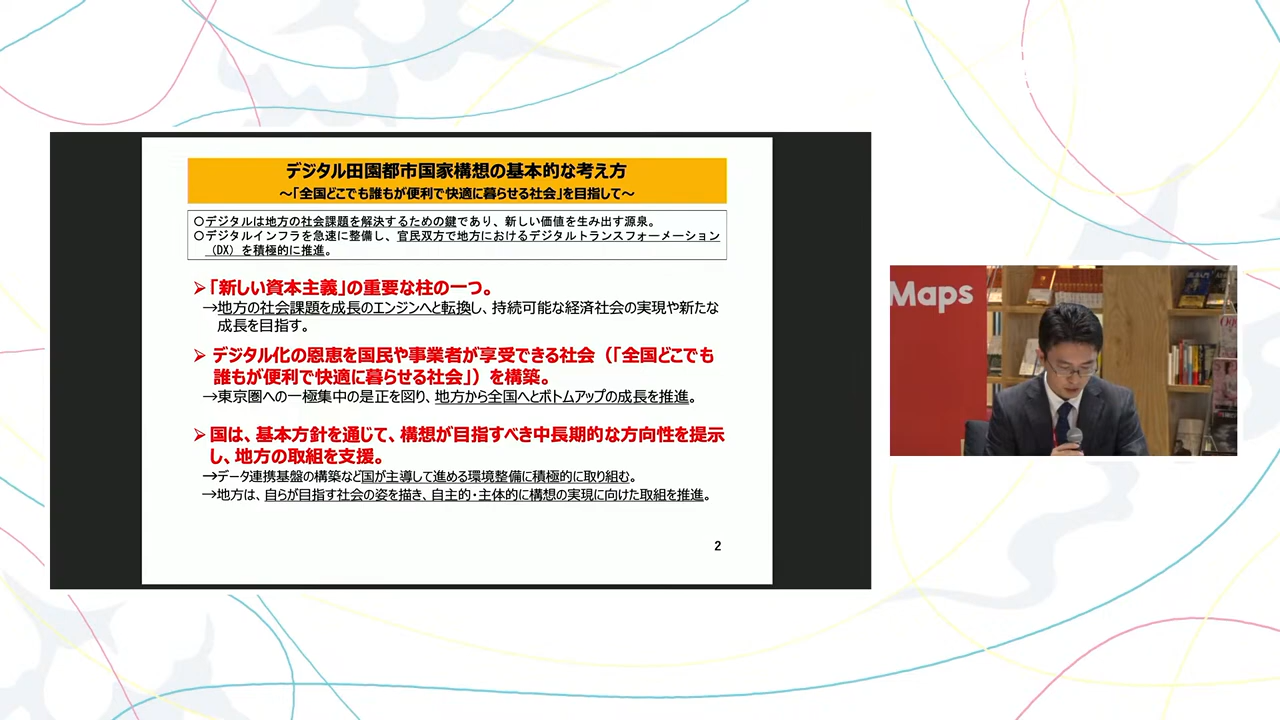 デジタル田園都市国家構想の基本的な考え方
～「全国どこでも誰もが便利で快適に暮らせる社会」を目指して～
○デジタルは地方の社会課題を解決するための鍵であり、新しい価値を生み出す源泉。
○デジタルインフラを急速に整備し、官民双方で地方におけるデジタルトランスフォーメーション
（DX）を積極的に推進。
➢「新しい資本主義」の重要な柱の一つ。
→地方の社会課題を成長のエンジンへと転換し、持続可能な経済社会の実現や新たな
成長を目指す。
➢ デジタル化の恩恵を国民や事業者が享受できる社会（「全国どこでも
誰もが便利で快適に暮らせる社会」）を構築。
→東京圏への一極集中の是正を図り、地方から全国へとボトムアップの成長を推進。
➢国は、基本方針を通じて、構想が目指すべき中長期的な方向性を提示
し、地方の取組を支援。
→データ連携基盤の構築など国が主導して進める環境整備に積極的に取り組む。
→地方は、自らが目指す社会の姿を描き、自主的・主体的に構想の実現に向けた取組を推進。
2
Maps